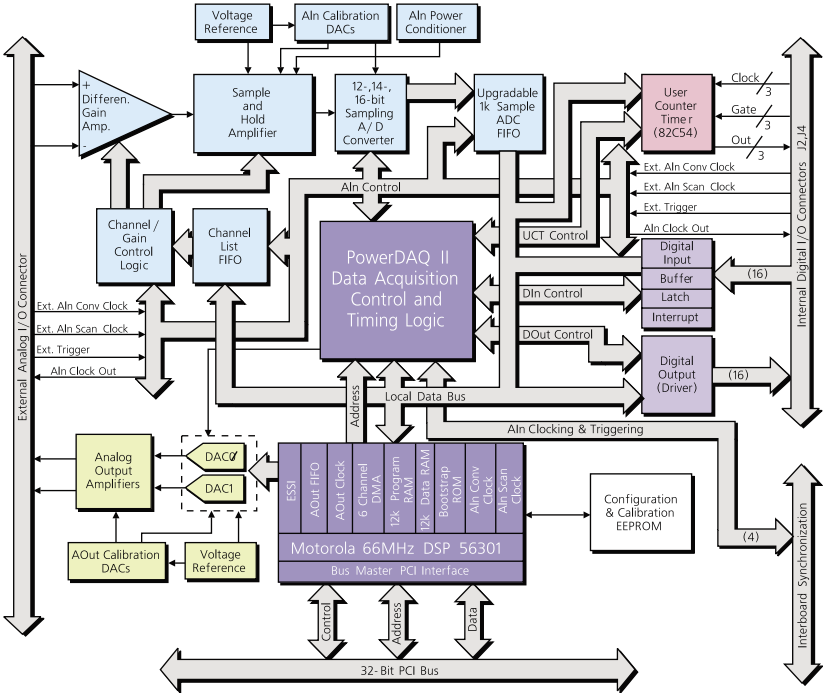 Voltage
Reference
AIn Calibration
DACs
AIn Power
Conditioner
+
Differen.
Gain
Amp.
-
Sample
and
Hold
Amplifier
12-,14-,
16-bit
Sampling
A/D
Converter
Upgradable
1k Sample
ADC
FIFO
User
Counter
Timer
(82C54)
Clock
3
Gate
3
Out
3
Ext. AIn Conv Clock
Ext. AIn Scan Clock
Ext. Trigger
AIn Clock Out
Internal Digital I/O Connectors J2,J4
AIn Control
Channel /
Gain
Control
Logic
Channel
List
FIFO
PowerDAQ II
Data Acquisition
Control and
Timing Logic
UCT Control
DIn Control
DOut Control
Digital
Input
Buffer
Latch
Interrupt
(16)
Digital
Output
(Driver)
(16)
External Analog I/O Connector
Ext. AIn Conv Clock
Ext. AIn Scan Clock
Ext. Trigger
AIn Clock Out
Address
Local Data Bus
AIn Clocking & Triggering
Analog
Output
Amplifiers
DAC0
DAC1
AOut Calibration
DACs
Voltage
Reference
ESSI
AOut FIFO
AOut Clock
6 Channel
DMA
12k Program
RAM
12k Data RAM
Bootstrap
ROM
AIn Conv
Clock
AIn Scan
Clock
Motorola 66MHz DSP 56301
Bus Master PCI Interface
Configuration
& Calibration
EEPROM
(4)
Interboard Synchronization
Control
Address
Data
32-Bit PCI Bus